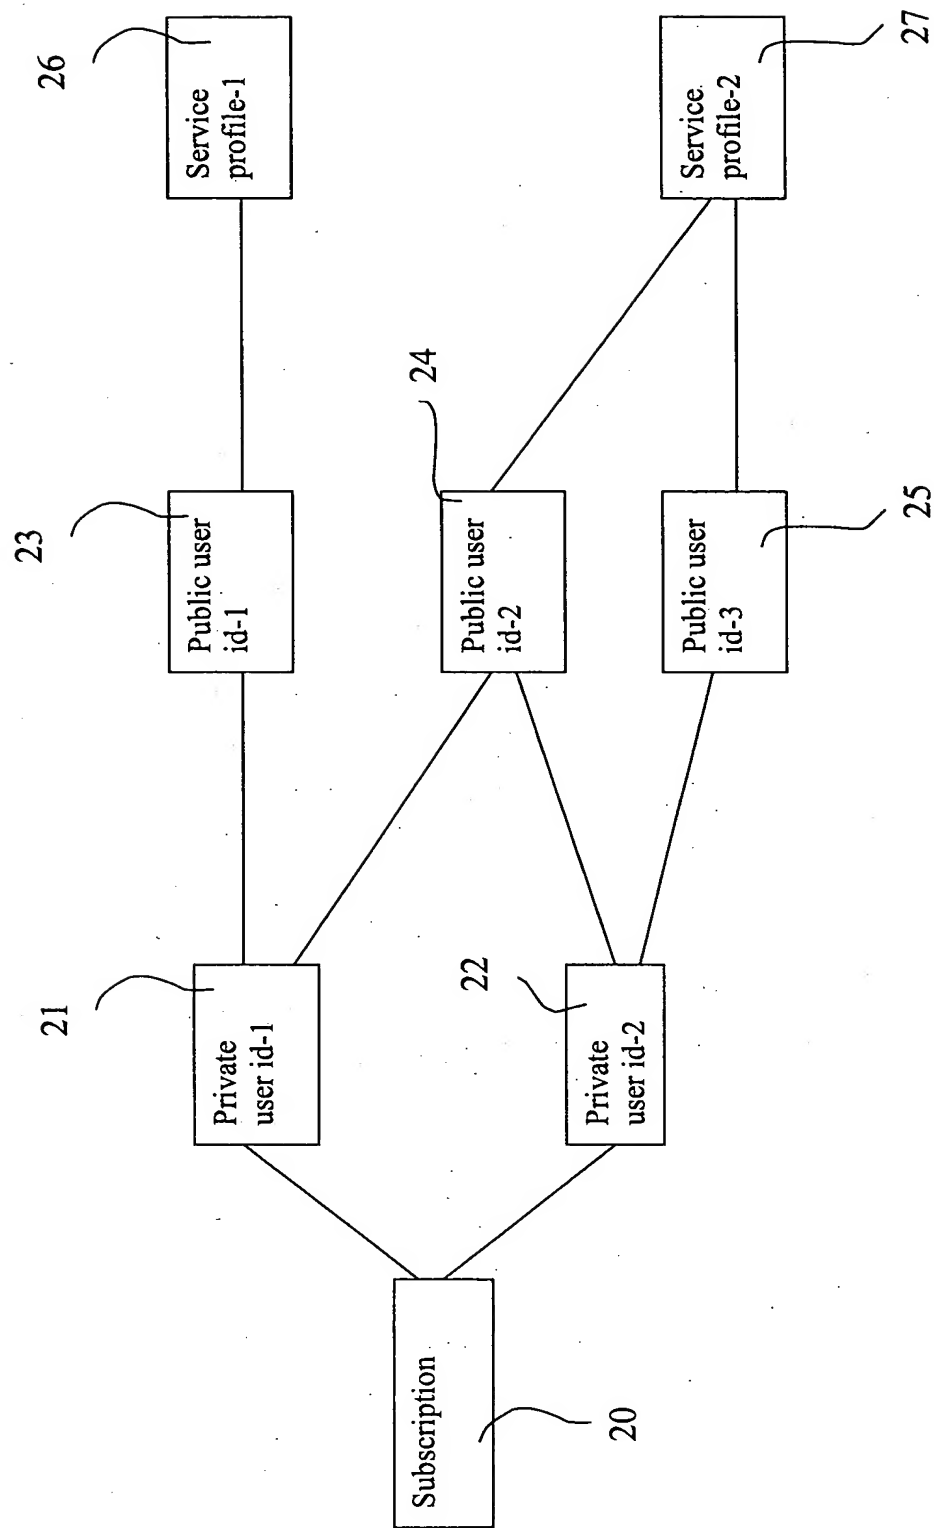 26
Service
profile-1
27
Service
profile-2
23
Public user
id-1
24
Public user
id-2
25
Public user
id-3
21
Private
user id-1
22
Private
user id-2
Subscription
20